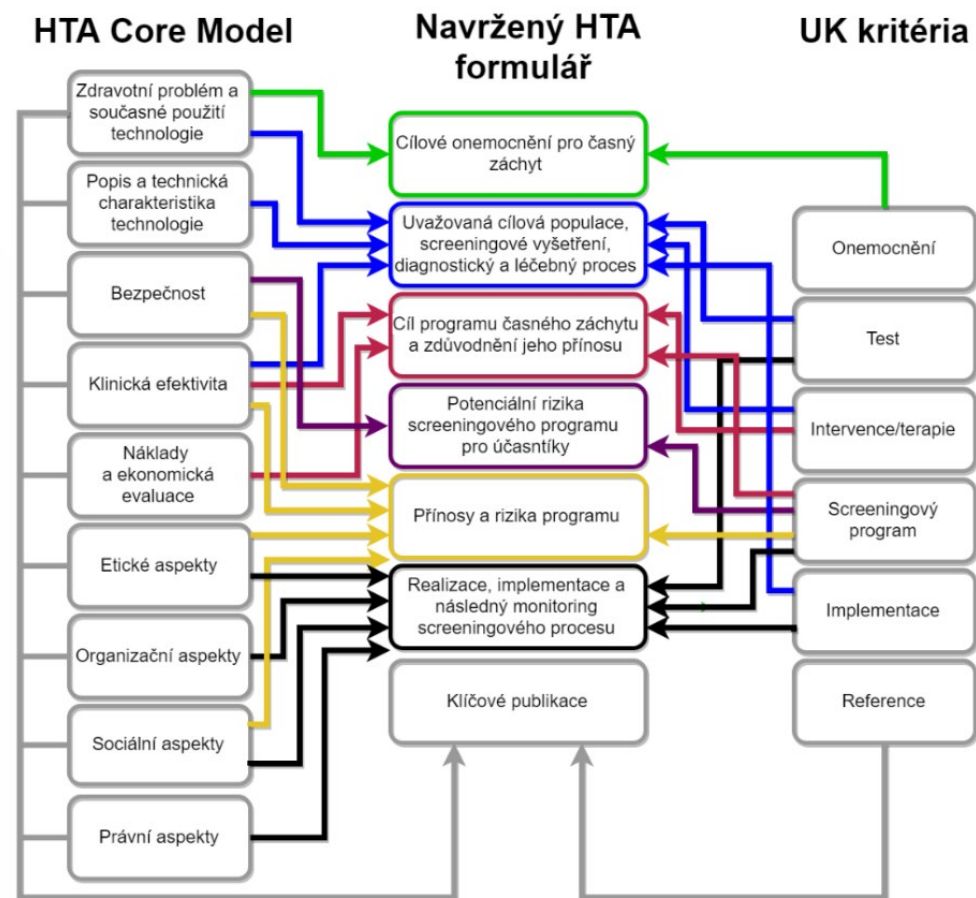 HTA Core Model
Navržený HTA
formulář
UK kritéria
Zdravotní problém a
současné použití
technologie
Popis a technická
charakteristika
technologie
Bezpečnost
Klinická efektivita
Náklady
a ekonomická
evaluace
Etické aspekty
Organizační aspekty
Sociální aspekty
Právní aspekty
Cílové onemocnění pro časný
záchyt
Uvažovaná cílová populace,
screeningové vyšetření,
diagnostický a léčebný proces
Cíl programu časného záchytu
a zdůvodnění jeho přínosu
Potenciální rizika
screeningového programu
pro účasntíky
Přínosy a rizika programu
Realizace, implementace a
následný monitoring
screeningového procesu
Klíčové publikace
Onemocnění
Test
Intervence/terapie
Screeningový
program
Implementace
Reference